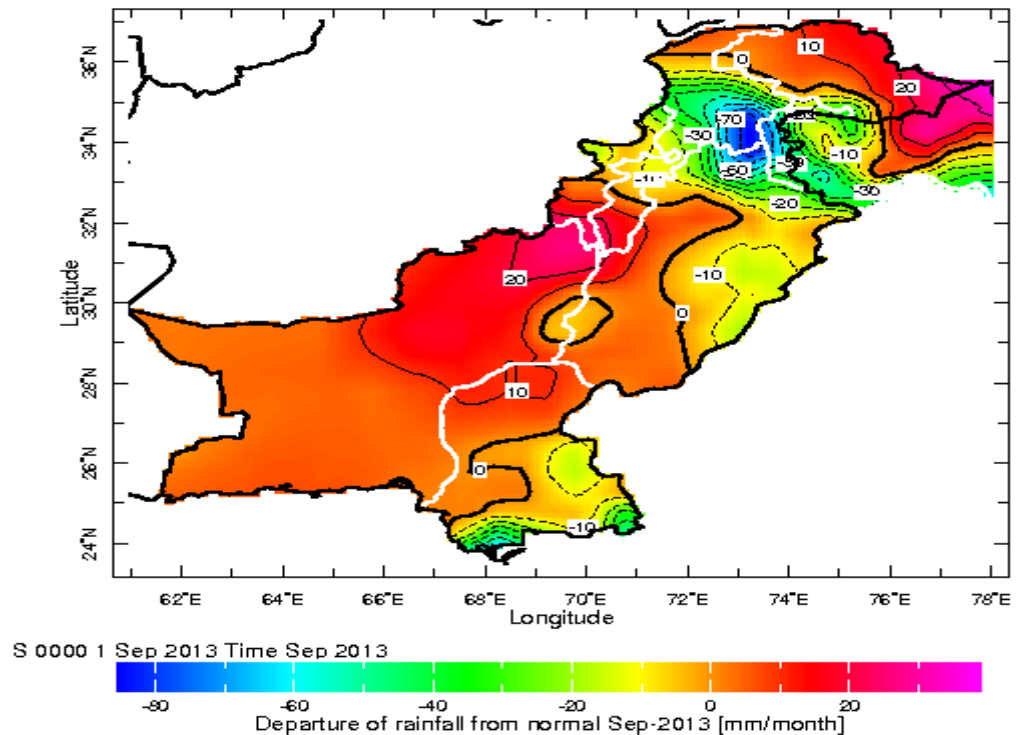 10
0
20
-70
-30
-10
-60
-10
-30
-20
-10
20
0
10
0
-10
36°N
34°N
32°N
30°N
28°N
26°N
24°N
Latitude
62°E 64°E 66°E 68°E 70°E 72°E 74°E 76°E 78°E
Longitude
S 0000 1 Sep 2013 Time Sep 2013
-80 -60 -40 -20 0 20
Departure of rainfall from normal Sep-2013 [mm/month]